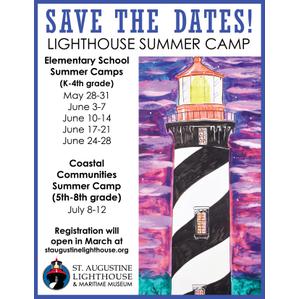 SAVE THE DATES!
LIGHTHOUSE SUMMER CAMP
Elementary School
Summer Camps
(K-4th grade)
May 28-31
June 3-7
June 10-14
June 17-21
June 24-28
Coastal
Communities
Summer Camp
(5th-8th grade)
July 8-12
Registration will
open in March at
staugustinelighthouse.org
ST. AUGUSTINE
LIGHTHOUSE
& MARITIME MUSEUM